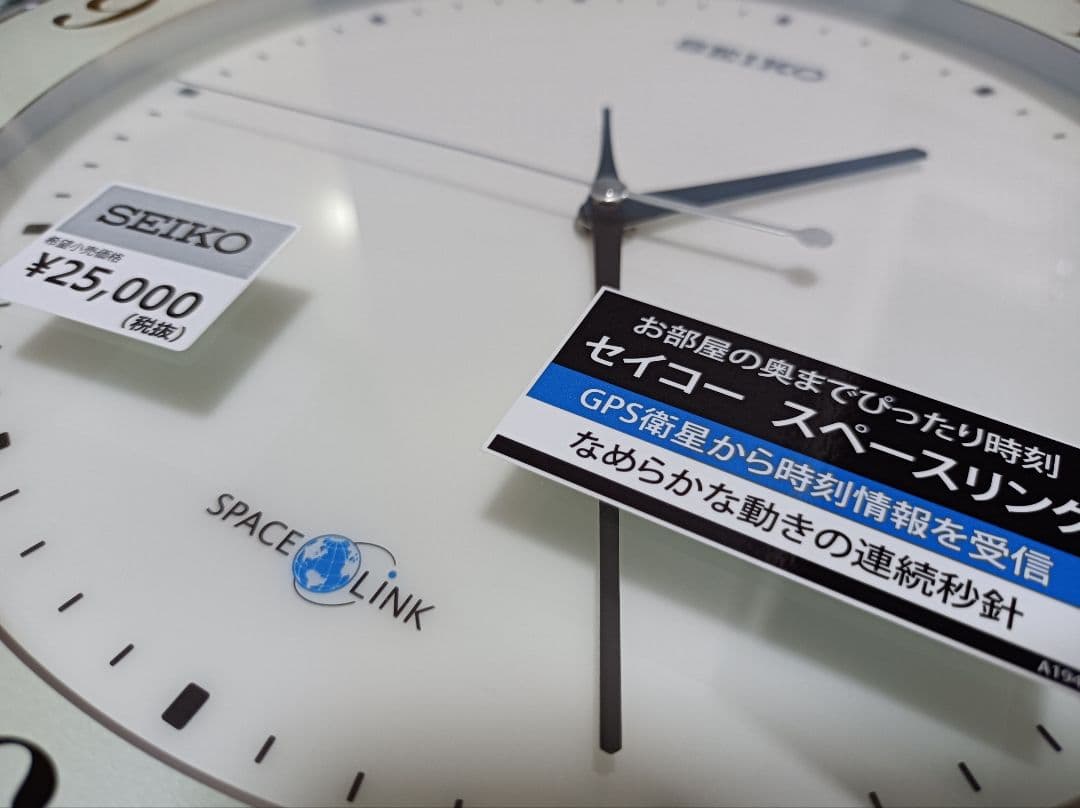 9
SEIKO
SEIKO
希望小売価格
¥25,000
(税抜)
お部屋の奥までぴったり時刻
セイコー スペースリンク
GPS衛星から時刻情報を受信
なめらかな動きの連続秒針
SPACE LINK